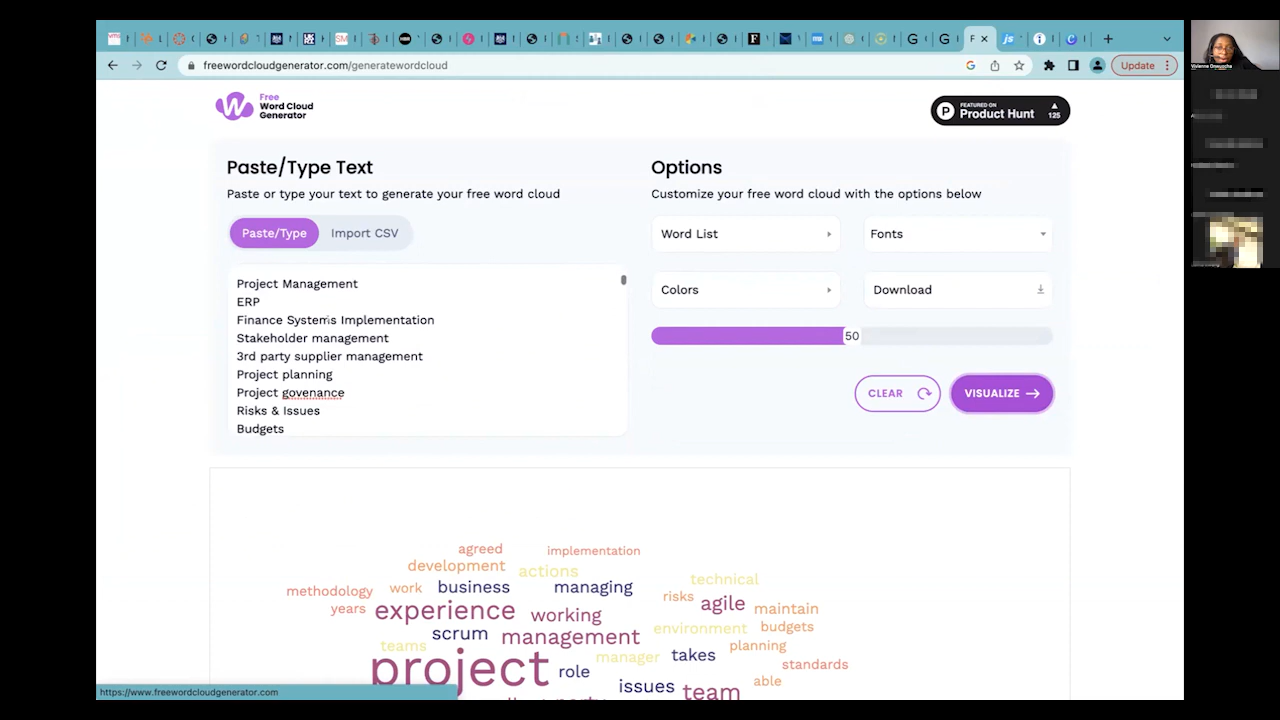 freewordcloudgenerator.com/generatewordcloud
Update
Free
Word Cloud
Generator
FEATURED ON
Product Hunt
125
Paste/Type Text
Paste or type your text to generate your free word cloud
Paste/Type
Import CSV
Project Management
ERP
Finance Systems Implementation
Stakeholder management
3rd party supplier management
Project planning
Project govenance
Risks & Issues
Budgets
Options
Customize your free word cloud with the options below
Word List
Fonts
Colors
Download
50
CLEAR
VISUALIZE
agreed
implementation
development
actions
technical
methodology
work
business
managing
risks
agile
maintain
years
experience
working
environment
budgets
scrum
management
teams
manager
takes
planning
standards
project
role
issues
team
able
https://www.freewordcloudgenerator.com